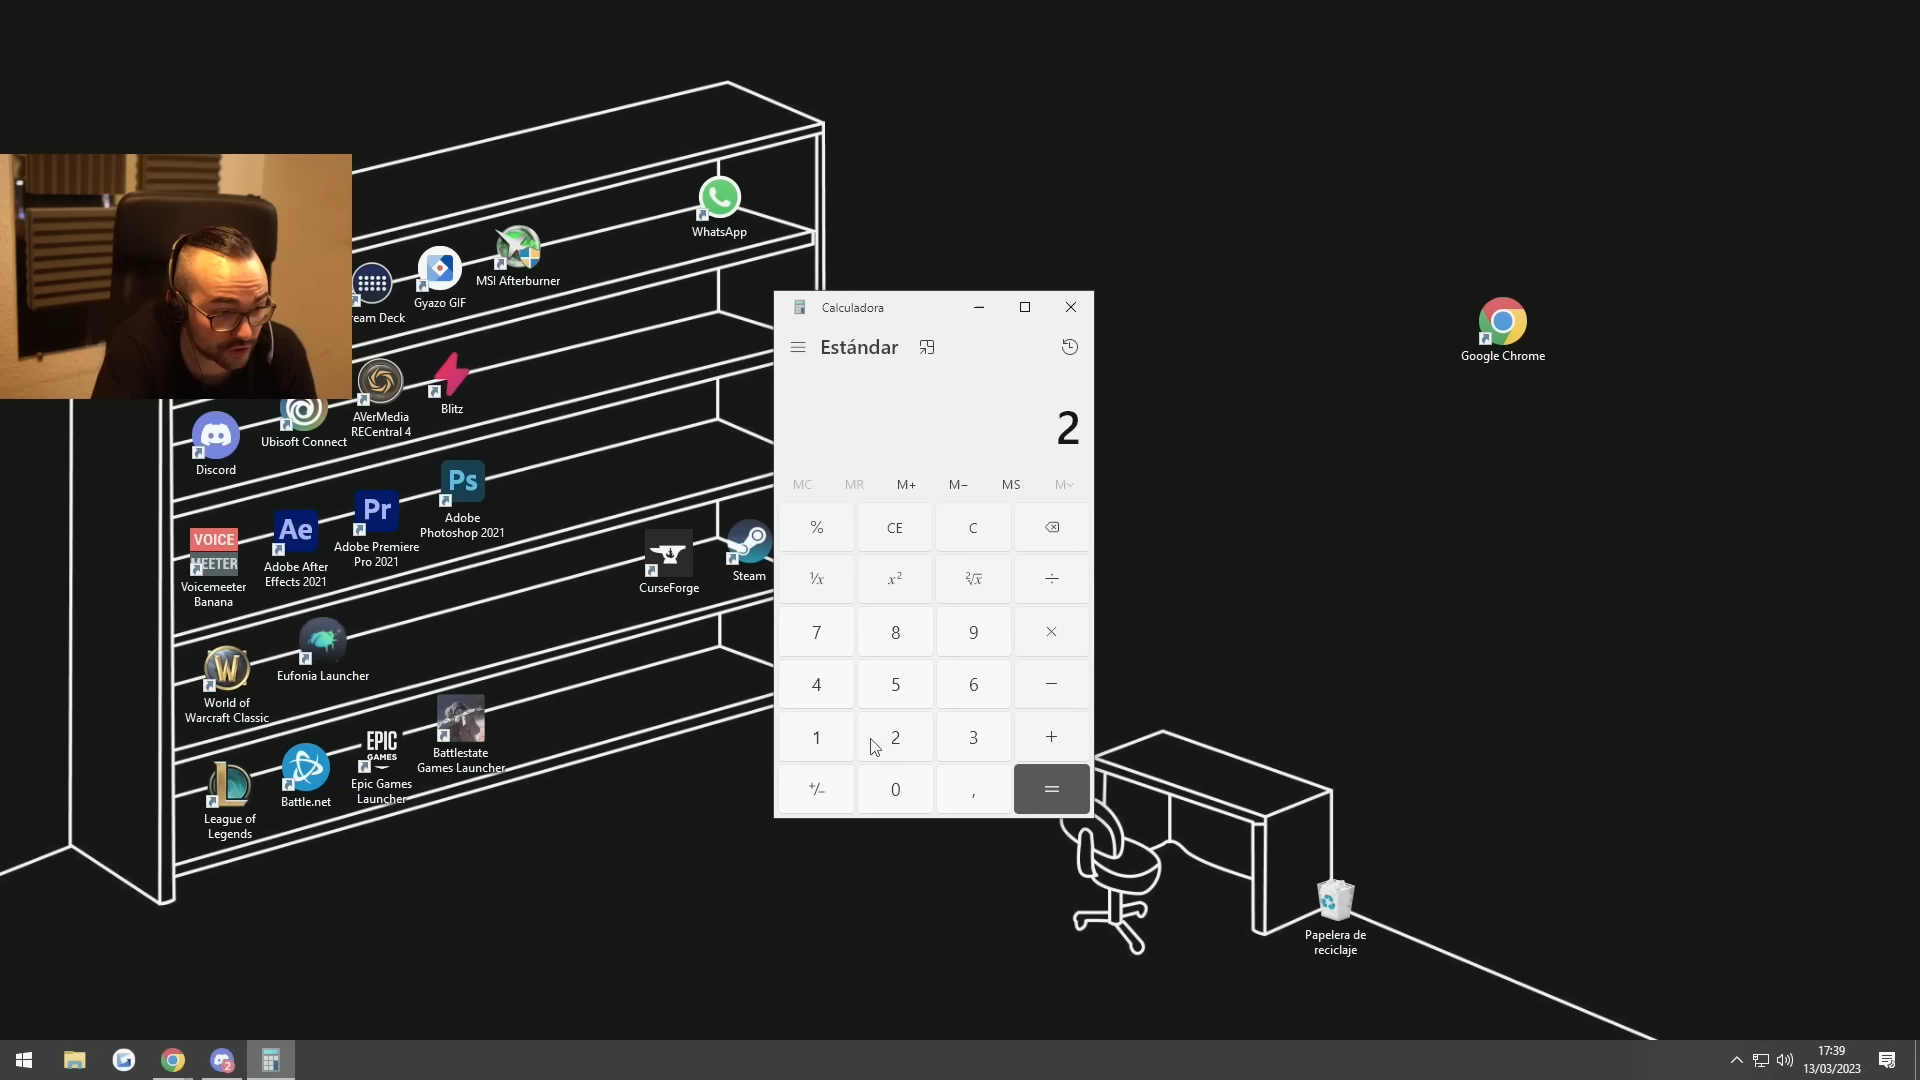 WhatsApp
MSI Afterburner
Gyazo GIF
ream Deck
Google Chrome
Calculadora
Estándar
2
MC MR M+ M− MS M
% CE C
¹/x x² ²√x ÷
7 8 9 ×
4 5 6 −
1 2 3 +
+/− 0 , =
Blitz
AVerMedia
RECentral 4
Ubisoft Connect
Discord
Ps
Adobe
Photoshop 2021
Pr
Adobe Premiere
Pro 2021
Ae
Adobe After
Effects 2021
VOICE
MEETER
Voicemeeter
Banana
CurseForge
Steam
Eufonia Launcher
W
World of
Warcraft Classic
Battlestate
Games Launcher
EPIC
GAMES
Epic Games
Launcher
Battle.net
L
League of
Legends
Papelera de
reciclaje
2
17:39
13/03/2023